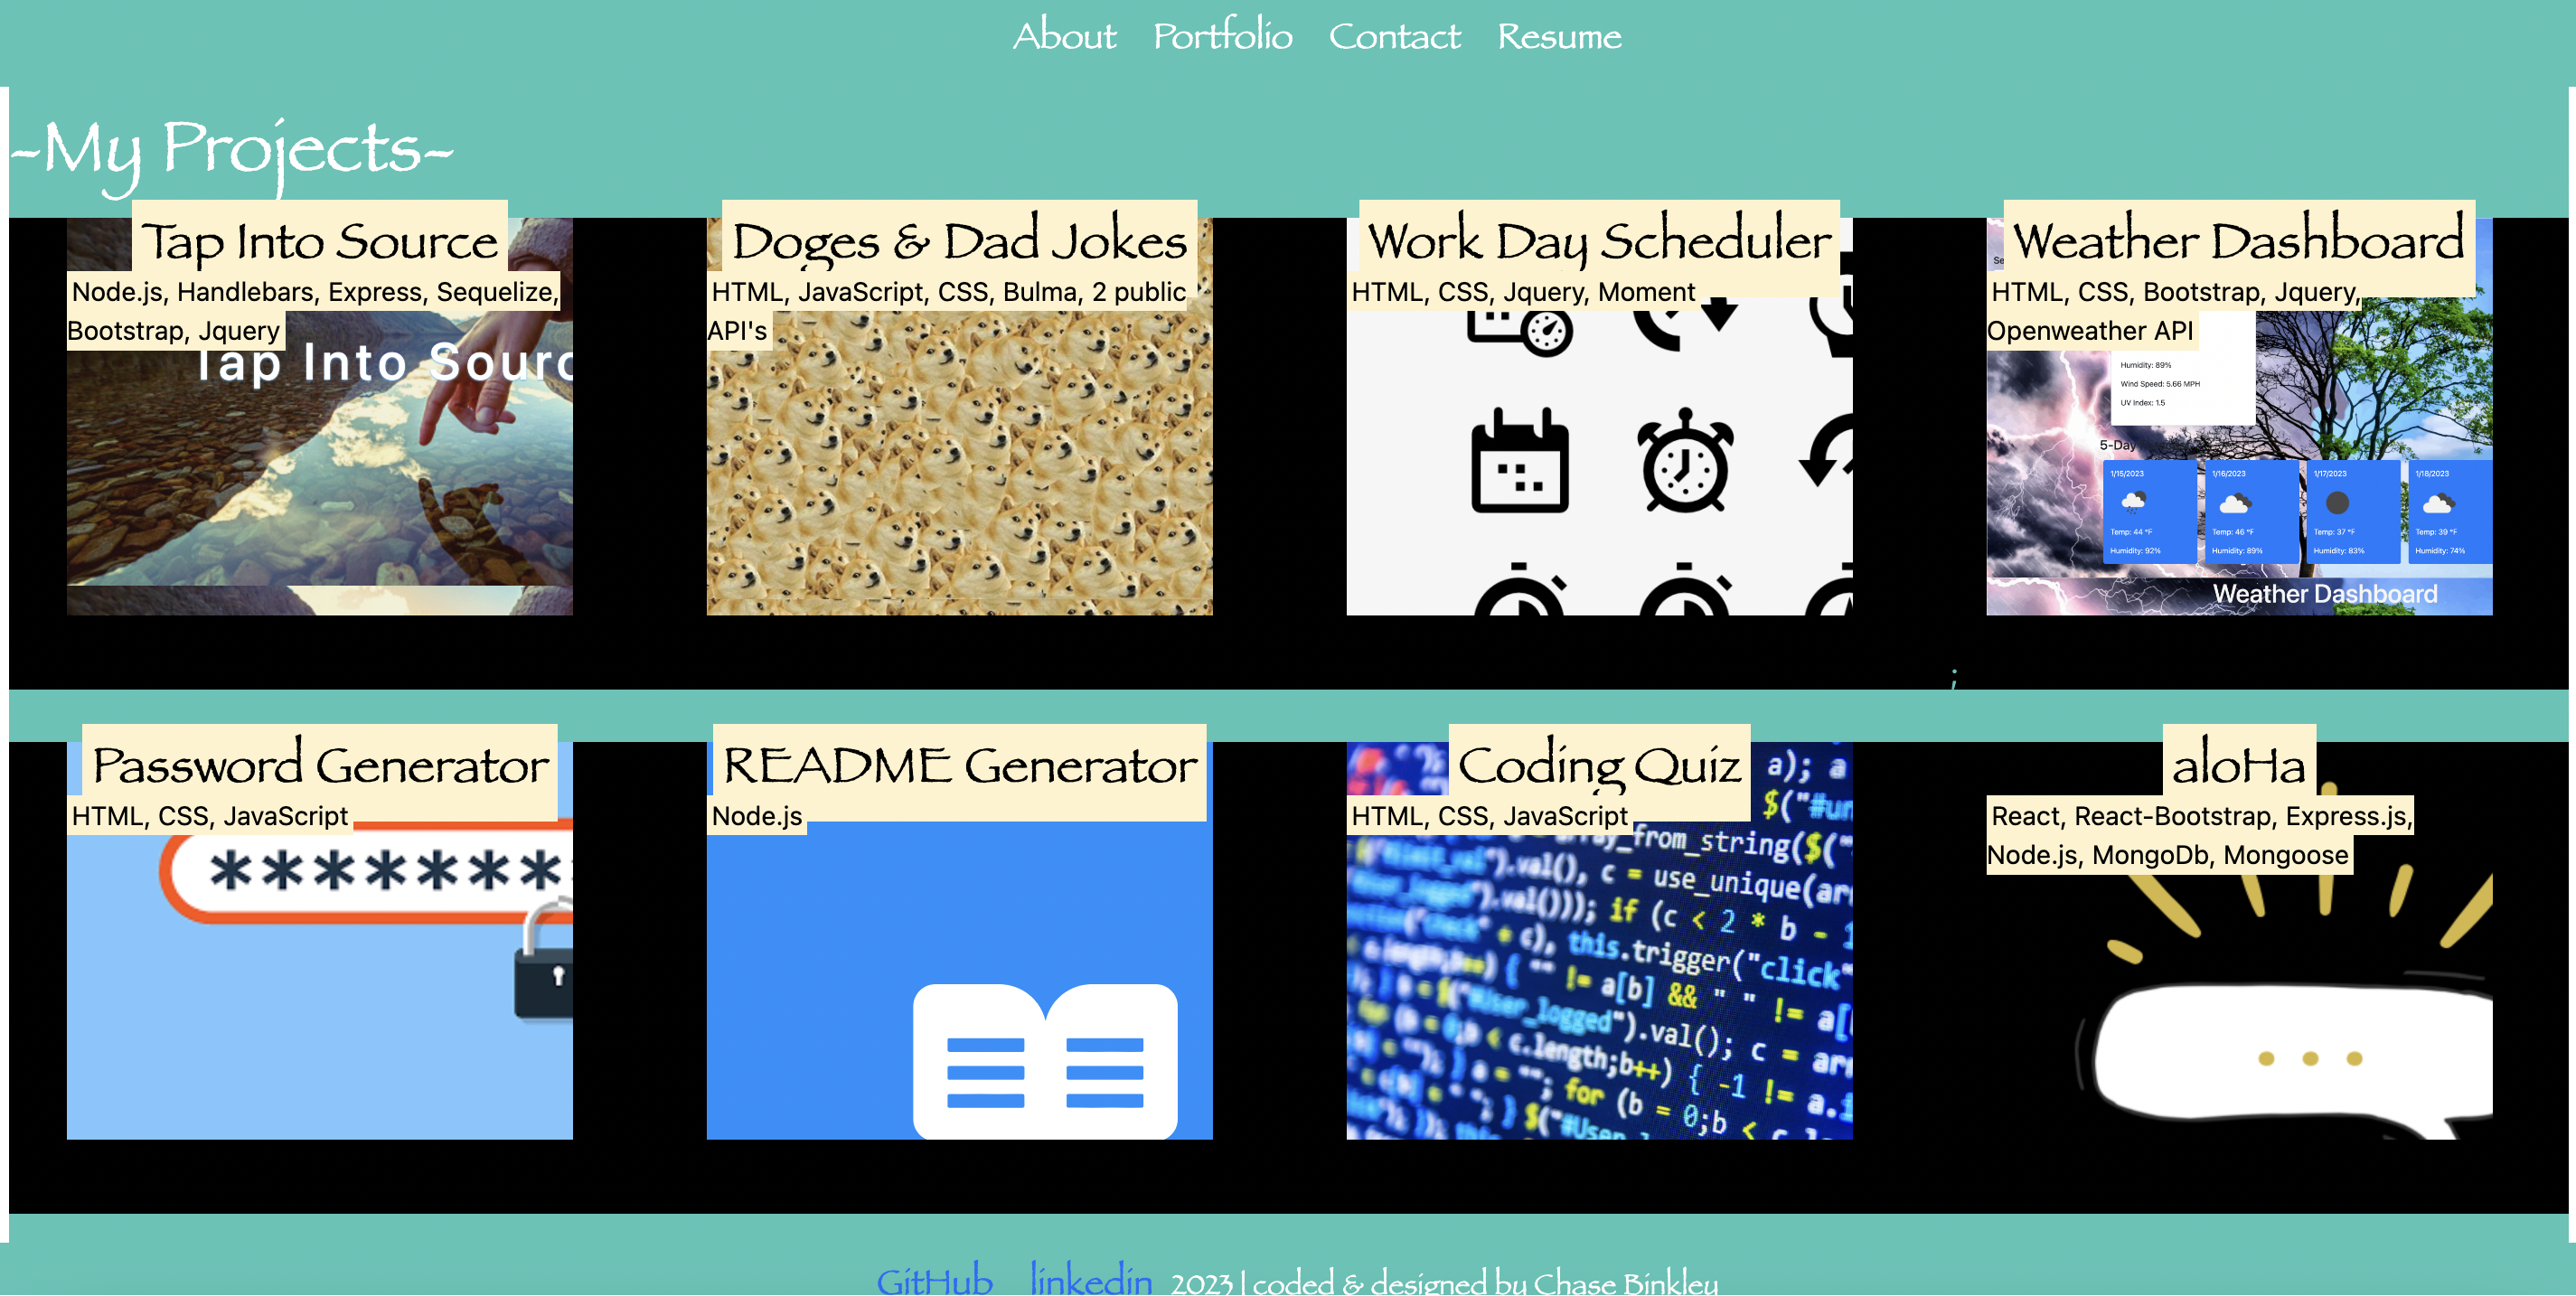 About Portfolio Contact Resume
-My Projects-
Tap Into Source
Node.js, Handlebars, Express, Sequelize,
Bootstrap, Jquery
Tap Into Sourc
Doges & Dad Jokes
HTML, JavaScript, CSS, Bulma, 2 public
API's
Work Day Scheduler
HTML, CSS, Jquery, Moment
Weather Dashboard
Se
HTML, CSS, Bootstrap, Jquery,
Openweather API
Humidity: 89%
Wind Speed: 5.66 MPH
UV Index: 1.5
5-Day
1/15/2023 1/16/2023 1/17/2023 1/18/2023
Temp: 44 °F Temp: 46 °F Temp: 37 °F Temp: 39 °F
Humidity: 92% Humidity: 89% Humidity: 83% Humidity: 74%
Weather Dashboard
;
Password Generator
HTML, CSS, JavaScript
********
README Generator
Node.js
Coding Quiz
HTML, CSS, JavaScript
a); a
$("#un
array_from_string($("
").val(), c = use_unique(arr
").val())); if (c < 2 * b - 1
c), this.trigger("click"
{ "" != a[b] && " " != a[
logged").val(); c = arr
c.length;b++) { -1 != a.i
for (b = 0;b <
$("#User_l
aloHa
React, React-Bootstrap, Express.js,
Node.js, MongoDb, Mongoose
GitHub linkedin 2023 | coded & designed by Chase Binkley